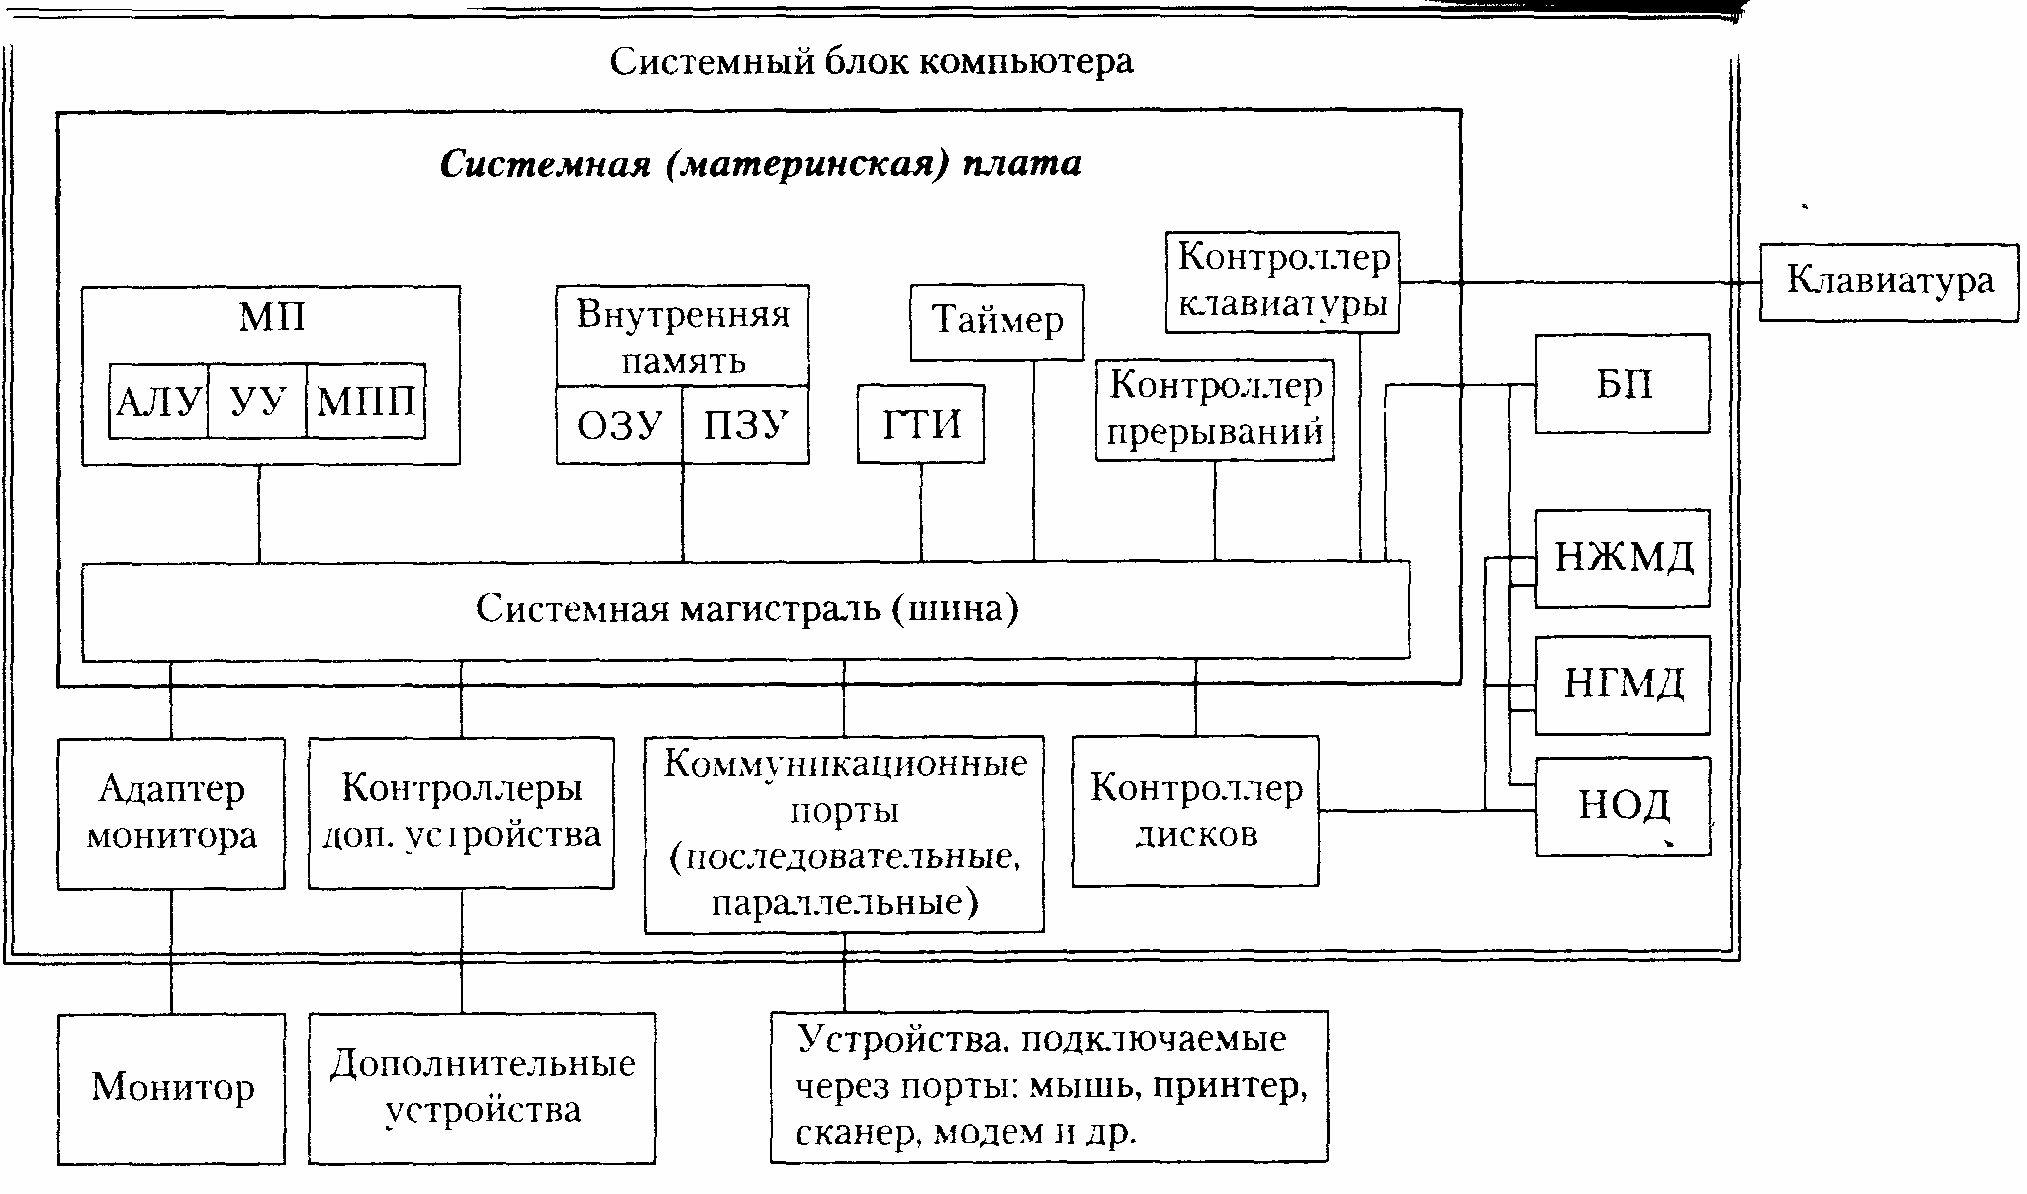 Системный блок компьютера
Системная (материнская) плата
Контроллер
клавиатуры
Клавиатура
МП
АЛУ УУ МПП
Внутренняя
память
ОЗУ ПЗУ
Таймер
ГТИ
Контроллер
прерываний
БП
НЖМД
НГМД
НОД
Системная магистраль (шина)
Адаптер
монитора
Контроллеры
доп. устройства
Коммуникационные
порты
(последовательные,
параллельные)
Контроллер
дисков
Монитор
Дополнительные
устройства
Устройства, подключаемые
через порты: мышь, принтер,
сканер, модем и др.